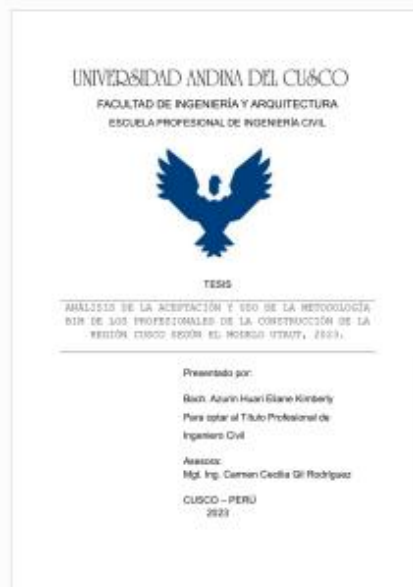 UNIVERSIDAD ANDINA DEL CUSCO
FACULTAD DE INGENIERÍA Y ARQUITECTURA
ESCUELA PROFESIONAL DE INGENIERÍA CIVIL
TESIS
ANÁLISIS DE LA ACEPTACIÓN Y USO DE LA METODOLOGÍA
BIM DE LOS PROFESIONALES DE LA CONSTRUCCIÓN DE LA
REGIÓN CUSCO SEGÚN EL MODELO UTAUT, 2023.
Presentado por:
Bach. Azurin Huari Eliane Kimberly
Para optar al Título Profesional de
Ingeniero Civil
Asesora:
Mgt. Ing. Carmen Cecilia Gil Rodríguez
CUSCO – PERÚ
2023